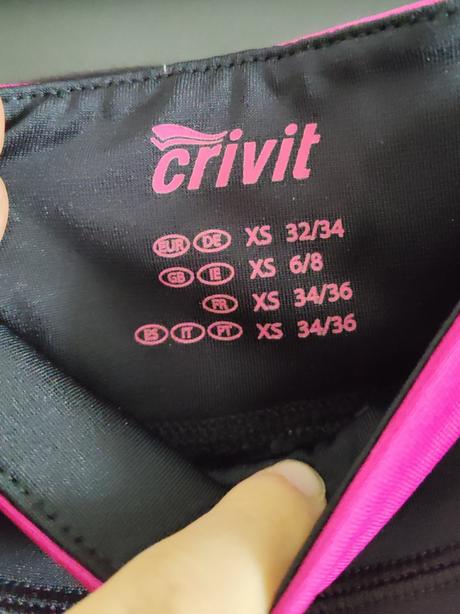 crivit
EUR DE XS 32/34
GB IE XS 6/8
FR XS 34/36
ES IT PT XS 34/36